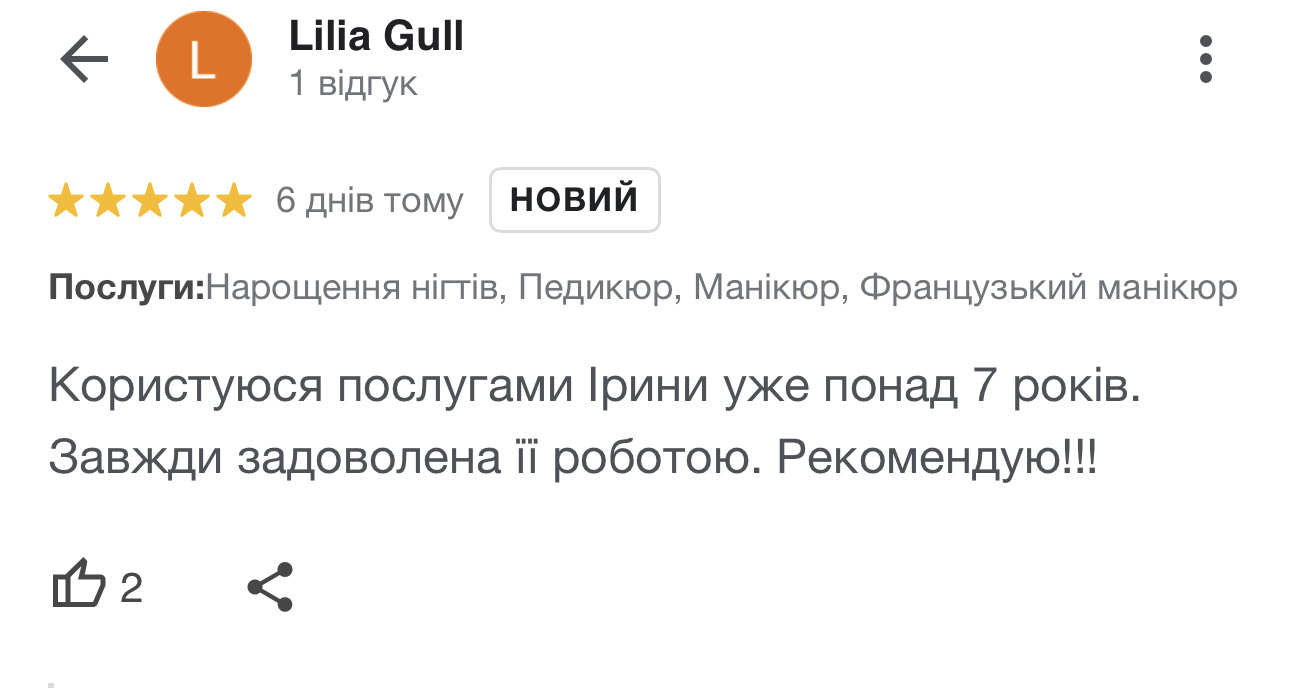 L
Lilia Gull
1 відгук
6 днів тому
НОВИЙ
Послуги:Нарощення нігтів, Педикюр, Манікюр, Французький манікюр
Користуюся послугами Ірини уже понад 7 років.
Завжди задоволена її роботою. Рекомендую!!!
2